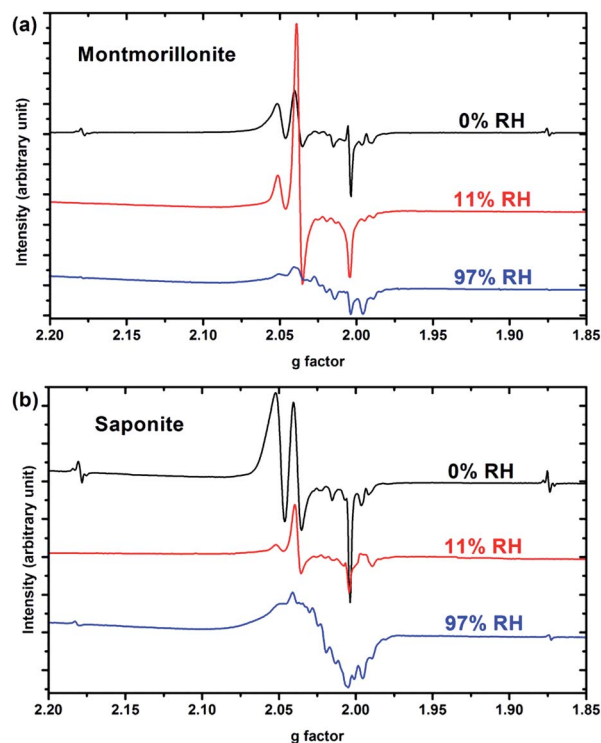 (a)
Montmorillonite
0% RH
11% RH
97% RH
Intensity (arbitrary unit)
2.20 2.15 2.10 2.05 2.00 1.95 1.90 1.85
g factor
(b)
Saponite
0% RH
11% RH
97% RH
Intensity (arbitrary unit)
2.20 2.15 2.10 2.05 2.00 1.95 1.90 1.85
g factor